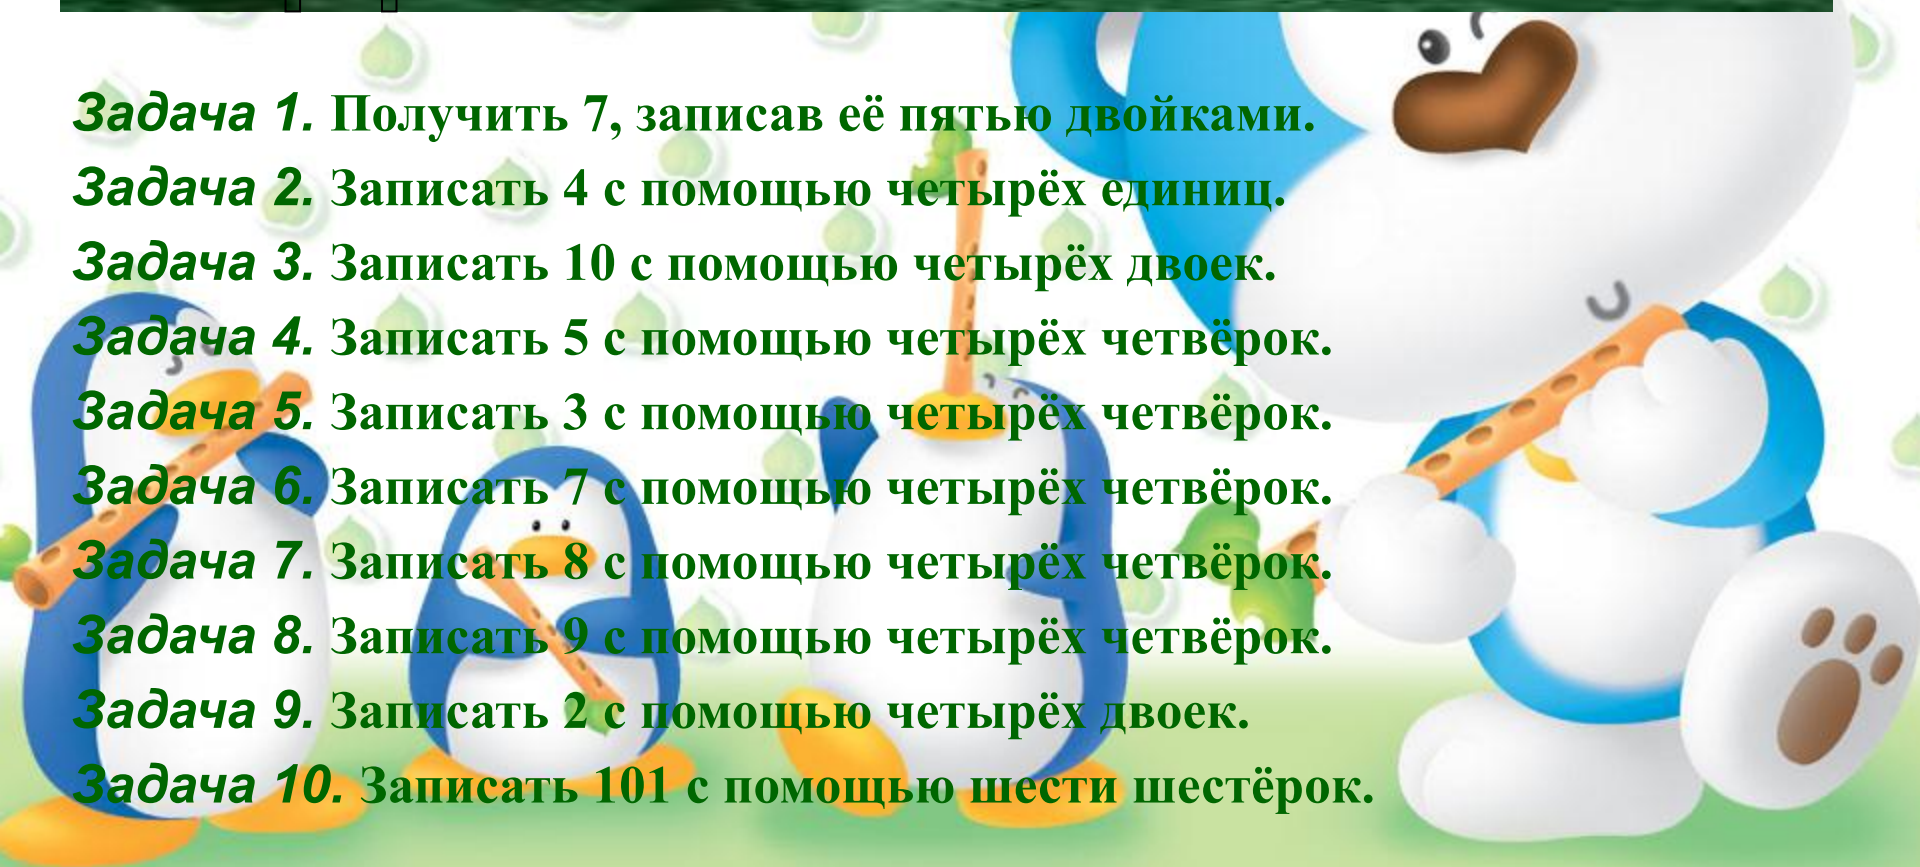 Задача 1. Получить 7, записав её пятью двойками.
Задача 2. Записать 4 с помощью четырёх единиц.
Задача 3. Записать 10 с помощью четырёх двоек.
Задача 4. Записать 5 с помощью четырёх четвёрок.
Задача 5. Записать 3 с помощью четырёх четвёрок.
Задача 6. Записать 7 с помощью четырёх четвёрок.
Задача 7. Записать 8 с помощью четырёх четвёрок.
Задача 8. Записать 9 с помощью четырёх четвёрок.
Задача 9. Записать 2 с помощью четырёх двоек.
Задача 10. Записать 101 с помощью шести шестёрок.